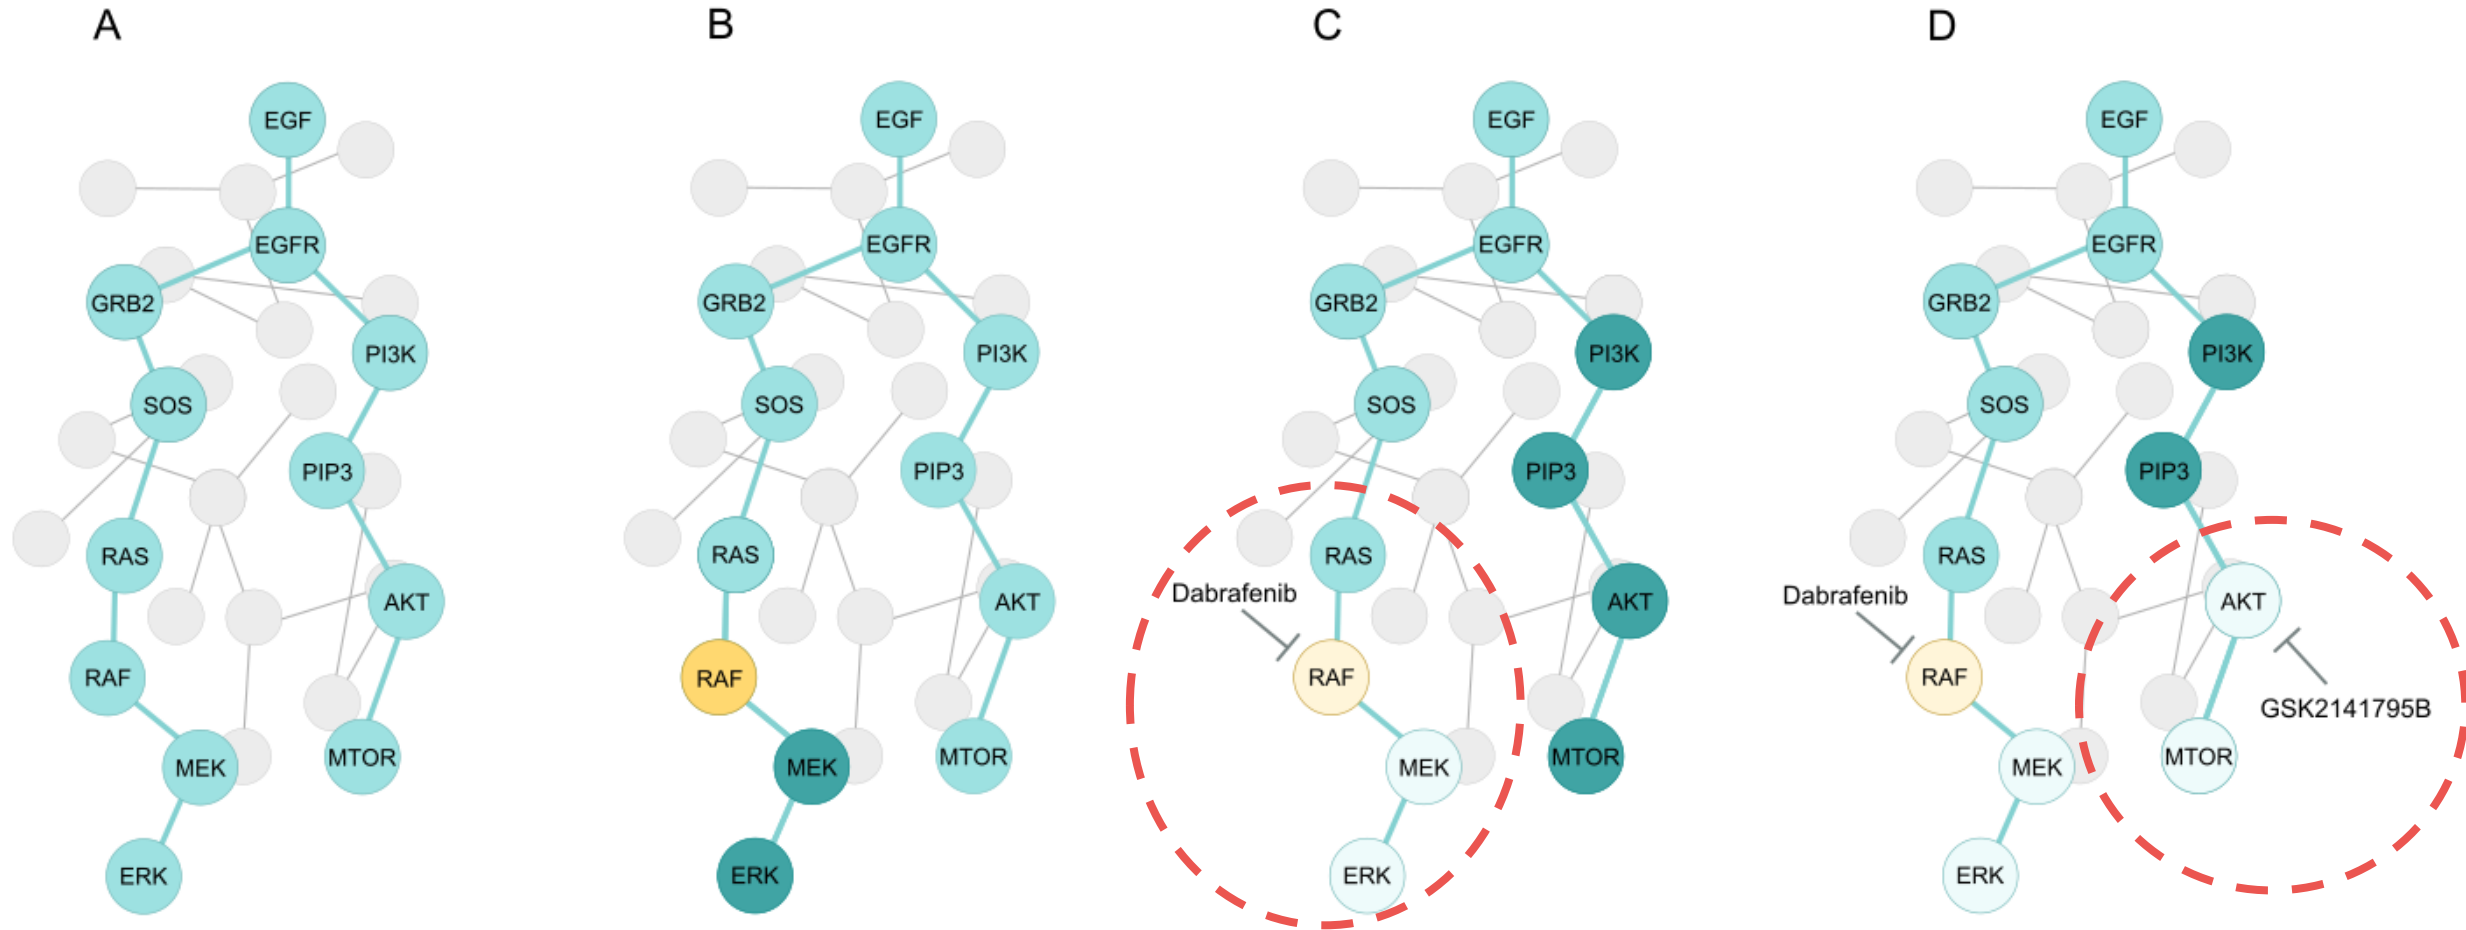 A
EGF
EGFR
GRB2
PI3K
SOS
PIP3
RAS
AKT
RAF
MTOR
MEK
ERK
B
EGF
EGFR
GRB2
PI3K
SOS
PIP3
RAS
AKT
RAF
MTOR
MEK
ERK
C
EGF
EGFR
GRB2
PI3K
SOS
PIP3
RAS
Dabrafenib
AKT
RAF
MTOR
MEK
ERK
D
EGF
EGFR
GRB2
PI3K
SOS
PIP3
RAS
Dabrafenib
AKT
RAF
GSK2141795B
MTOR
MEK
ERK